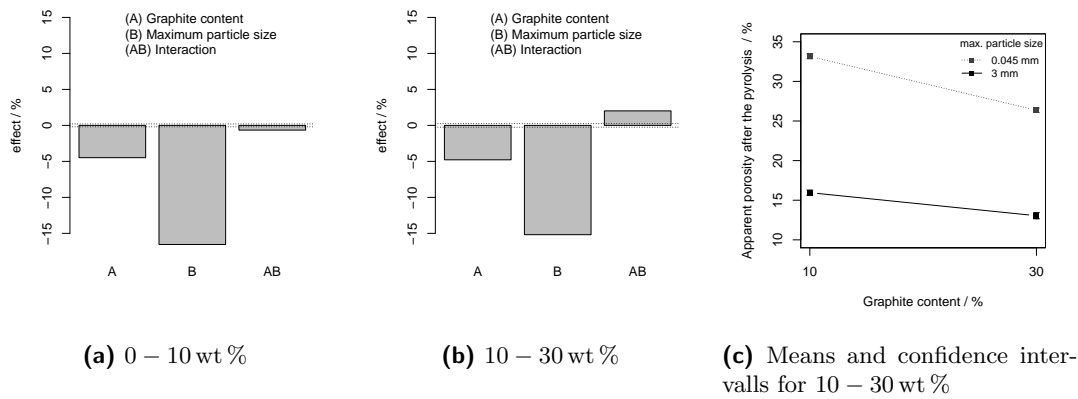 15
10
5
0
−5
−10
−15
effect / %
(A) Graphite content
(B) Maximum particle size
(AB) Interaction
A B AB
(a) 0 − 10 wt %
15
10
5
0
−5
−10
−15
effect / %
(A) Graphite content
(B) Maximum particle size
(AB) Interaction
A B AB
(b) 10 − 30 wt %
35
30
25
20
15
10
Apparent porosity after the pyrolysis / %
max. particle size
0.045 mm
3 mm
10 30
Graphite content / %
(c) Means and confidence inter-
valls for 10 − 30 wt %